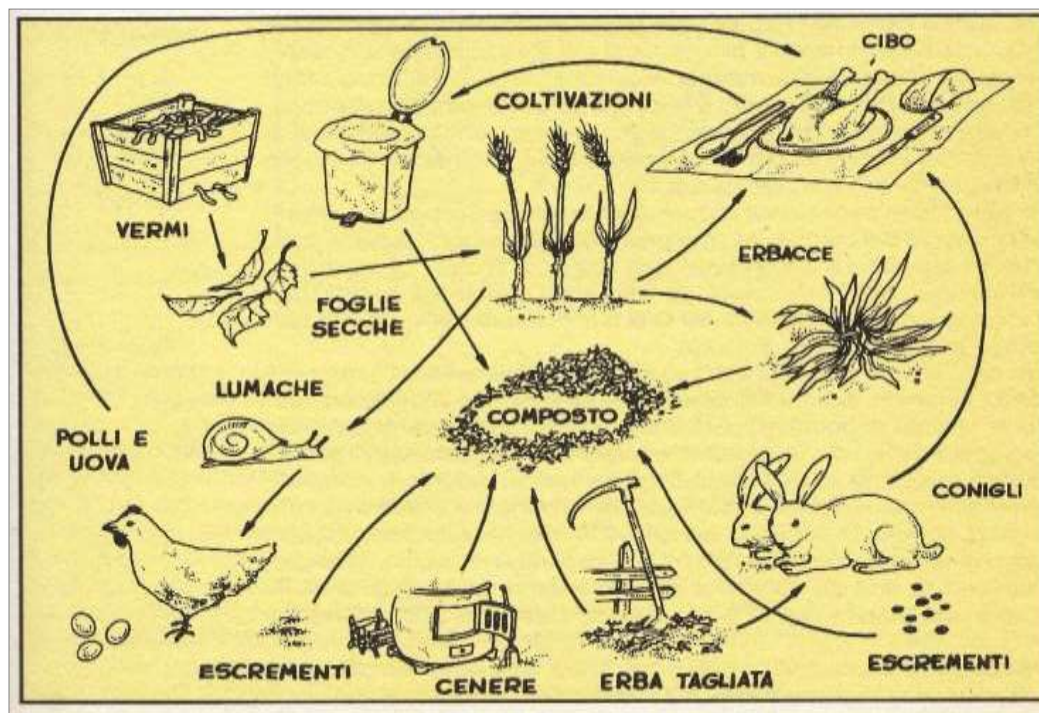 CIBO
COLTIVAZIONI
VERMI
ERBACCE
FOGLIE
SECCHE
LUMACHE
COMPOSTO
POLLI E
UOVA
CONIGLI
ESCREMENTI
CENERE
ERBA TAGLIATA
ESCREMENTI